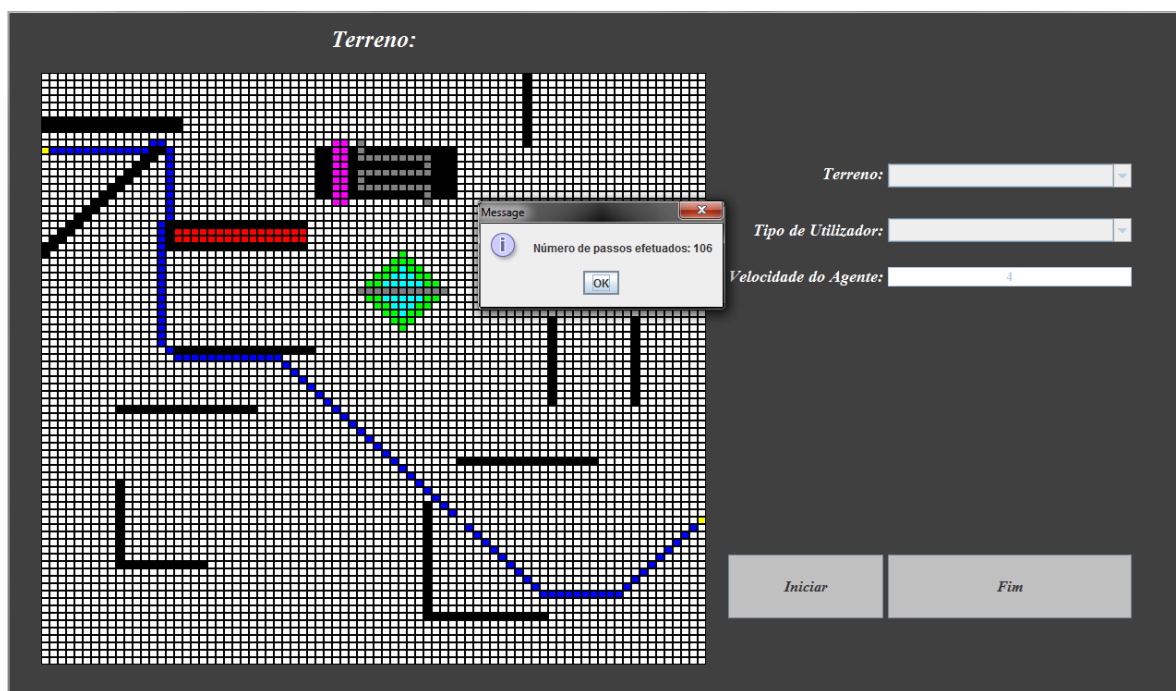 Terreno:
Terreno:
Message
Número de passos efetuados: 106
Tipo de Utilizador:
OK
Velocidade do Agente:
4
Iniciar
Fim